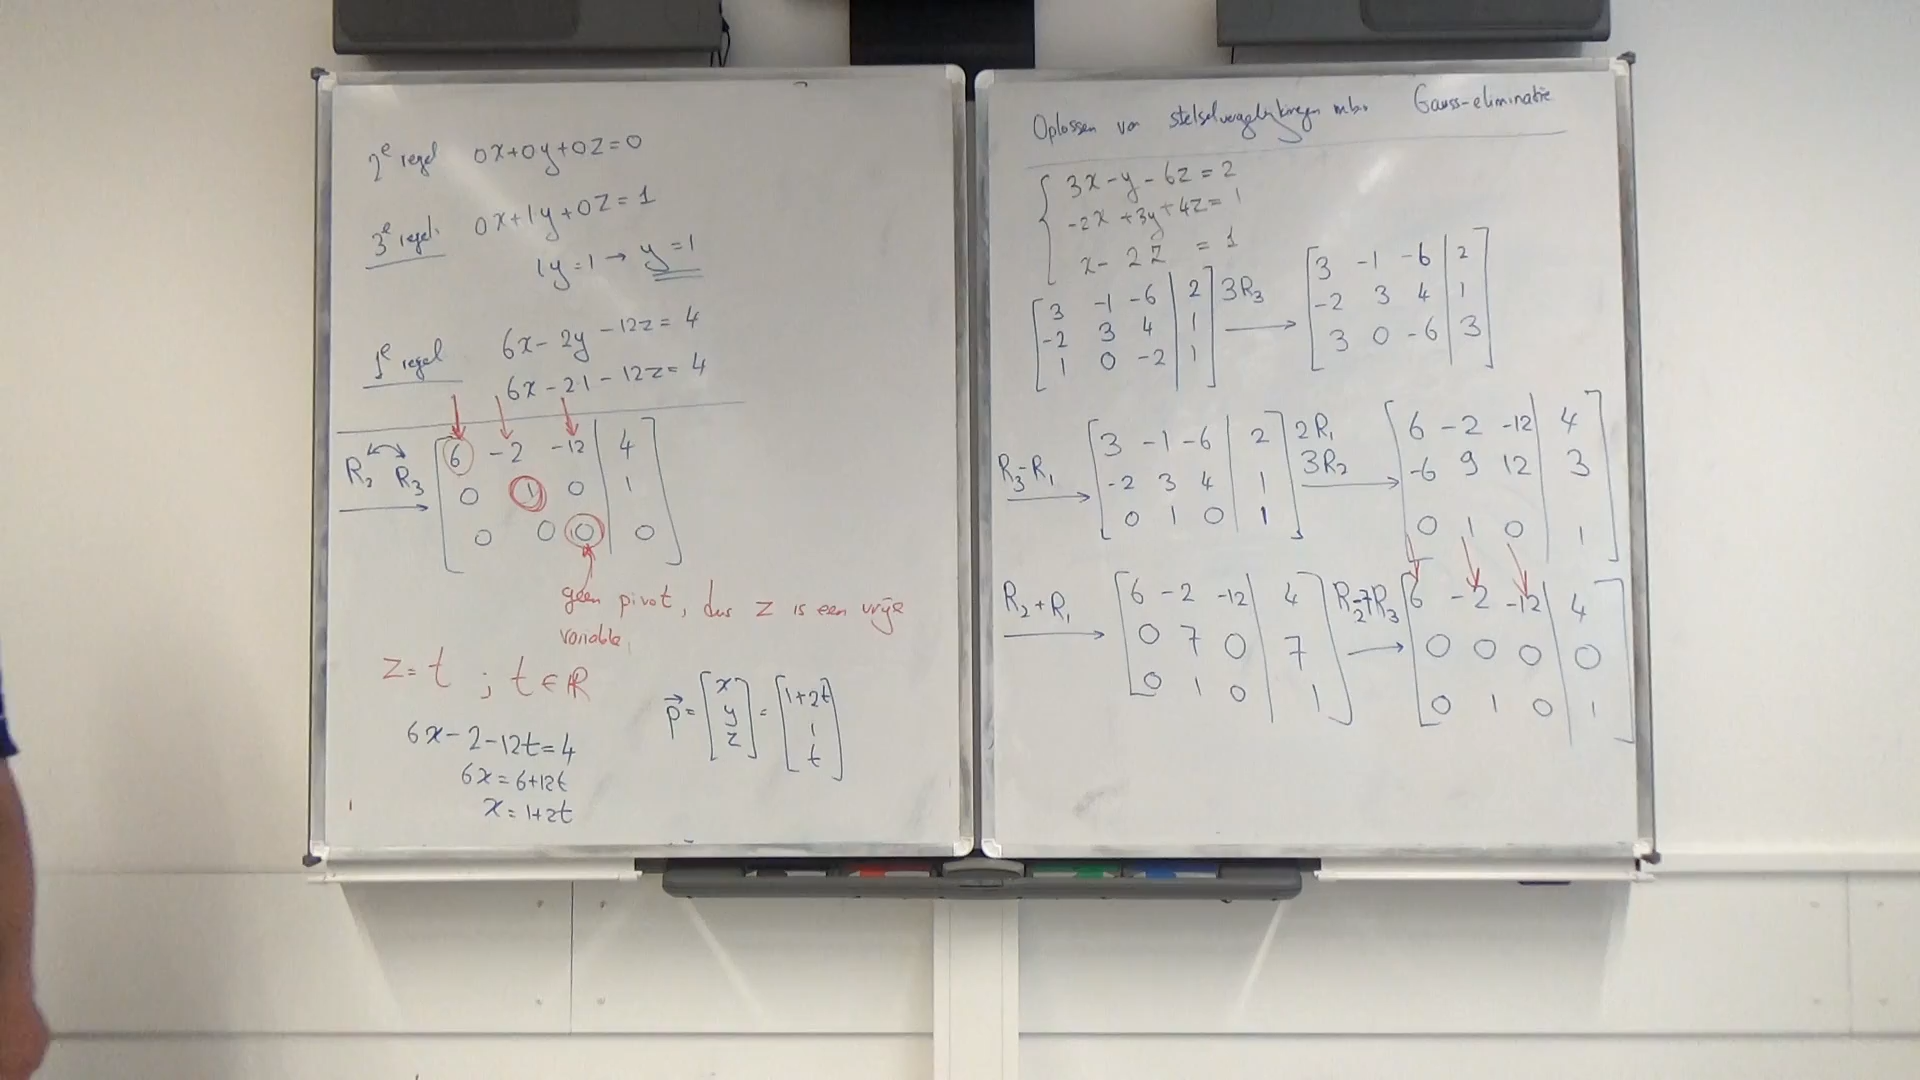 Oplossen van stelselvergelijkingen m.b.v. Gauss-eliminatie
3x-y-6z=2
-2x+3y+4z=1
x-2z=1
3 -1 -6 | 2
-2 3 4 | 1
1 0 -2 | 1
3R₃
3 -1 -6 | 2
-2 3 4 | 1
3 0 -6 | 3
R₃-R₁
3 -1 -6 | 2
-2 3 4 | 1
0 1 0 | 1
2R₁
3R₂
6 -2 -12 | 4
-6 9 12 | 3
0 1 0 | 1
R₂+R₁
6 -2 -12 | 4
0 7 0 | 7
0 1 0 | 1
R₂-7R₃
6 -2 -12 | 4
0 0 0 | 0
0 1 0 | 1
2e regel 0x+0y+0z=0
3e regel. 0x+1y+0z=1
1y=1→y=1
1e regel 6x-2y-12z=4
6x-2·1-12z=4
R₂ R₃
6 -2 -12 | 4
0 1 0 | 1
0 0 0 | 0
geen pivot, dus z is een vrije
variable.
z=t ; t∈ℝ
6x-2-12t=4
6x=6+12t
x=1+2t
p⃗ = [x y z] = [1+2t 1 t]